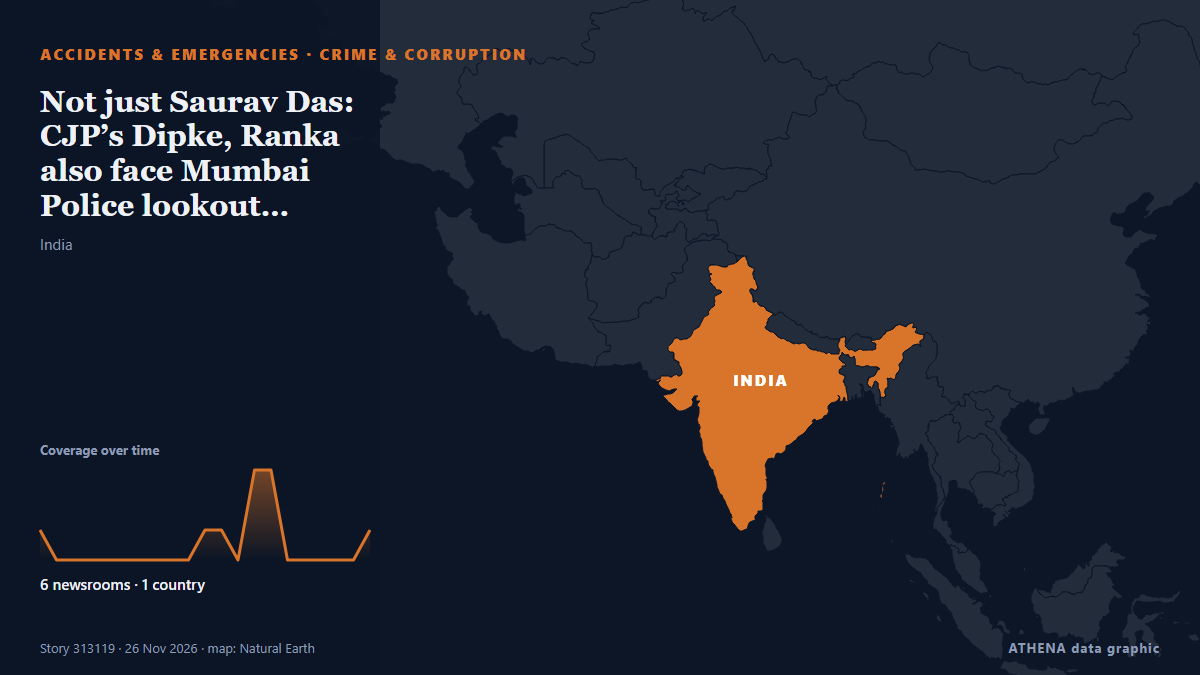 ACCIDENTS & EMERGENCIES · CRIME & CORRUPTION
Not just Saurav Das:
CJP’s Dipke, Ranka
also face Mumbai
Police lookout…
India
INDIA
Coverage over time
6 newsrooms · 1 country
Story 313119 · 26 Nov 2026 · map: Natural Earth
ATHENA data graphic